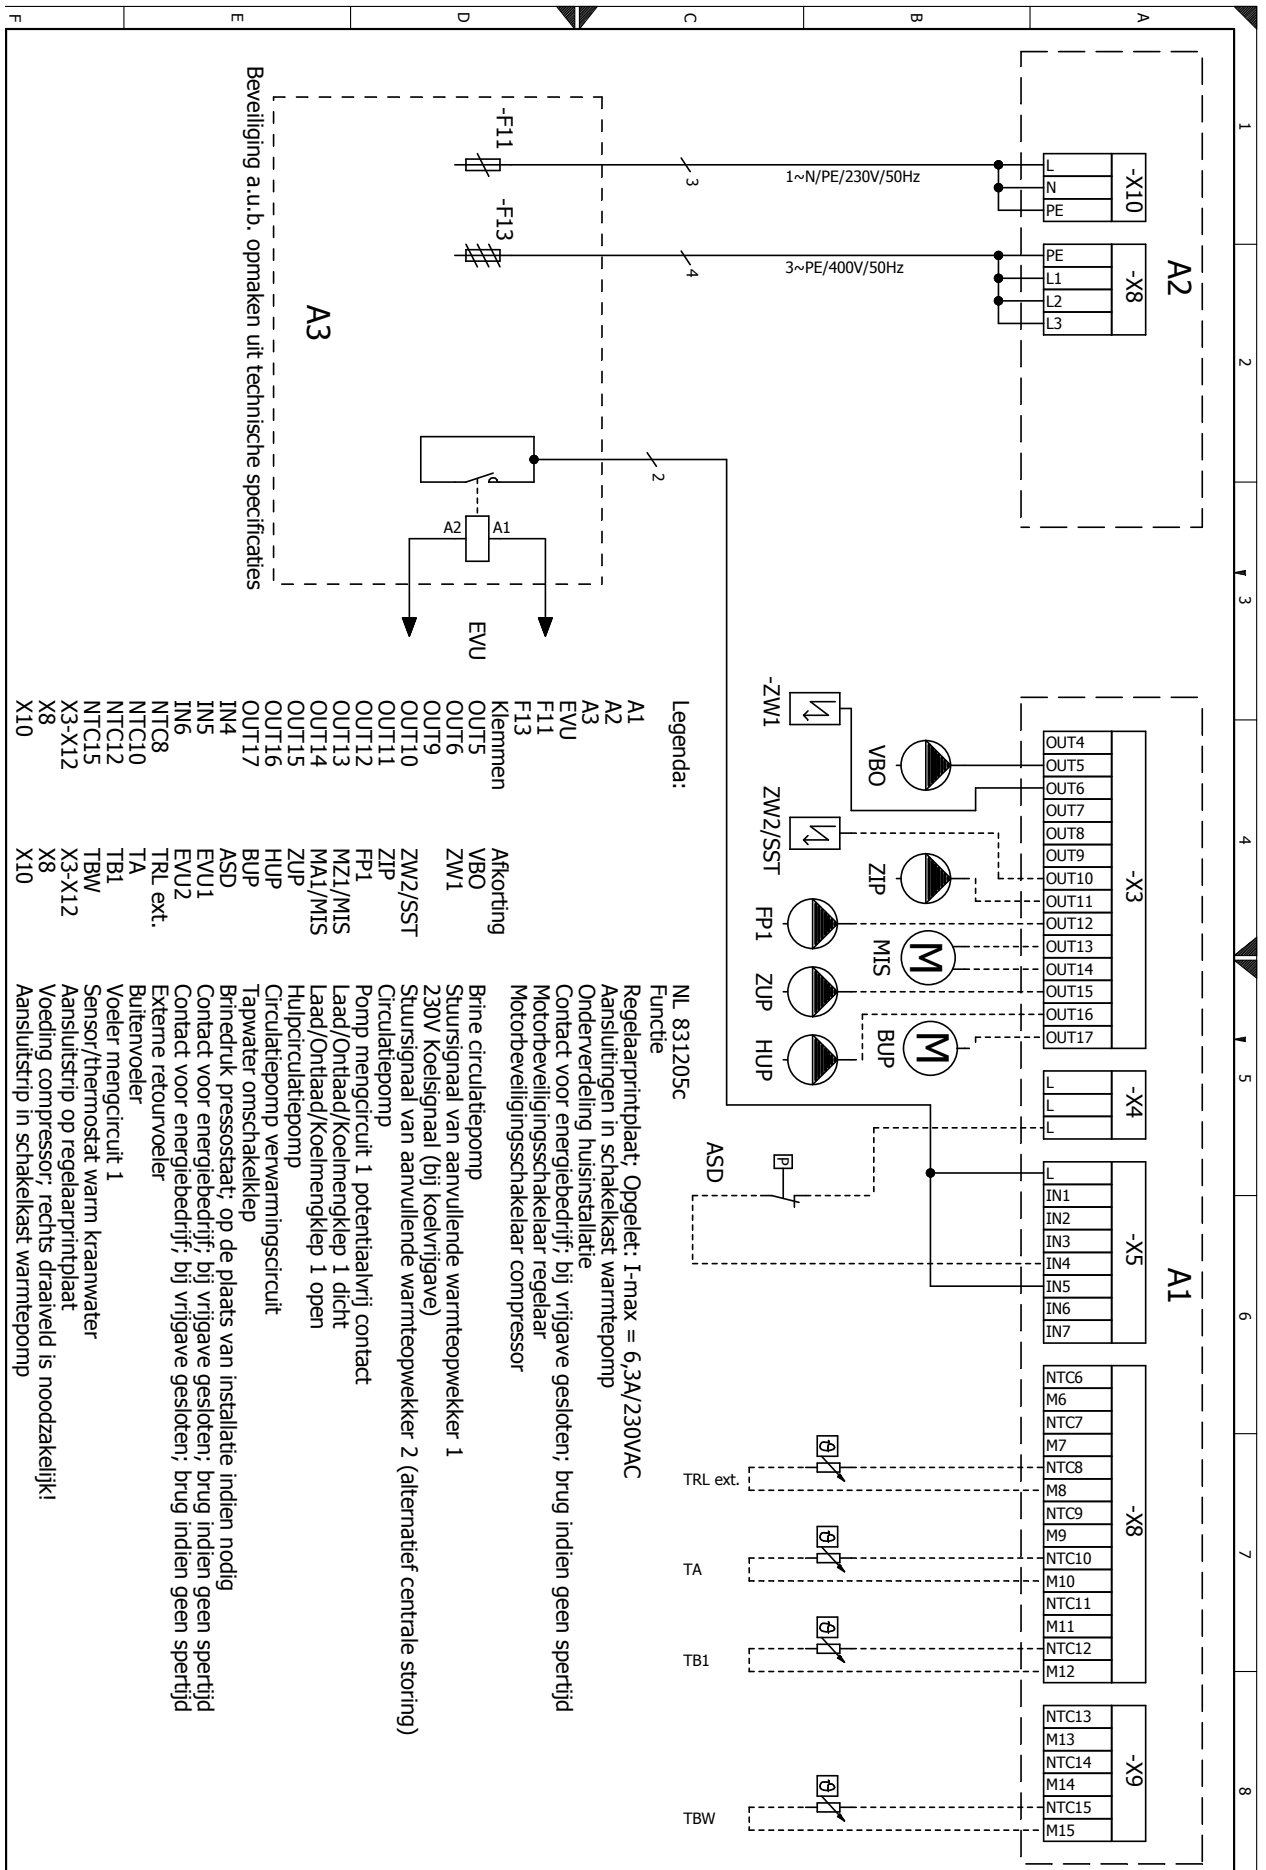 A
B
C
D
E
F
1
2
3
4
5
6
7
8
A2
-X10
L
N
PE
-X8
PE
L1
L2
L3
1~N/PE/230V/50Hz
3~PE/400V/50Hz
3
4
2
-F11
-F13
A3
A2
A1
EVU
Beveiliging a.u.b. opmaken uit technische specificaties
A1
-X3
OUT4
OUT5
OUT6
OUT7
OUT8
OUT9
OUT10
OUT11
OUT12
OUT13
OUT14
OUT15
OUT16
OUT17
-X4
L
L
L
-X5
L
IN1
IN2
IN3
IN4
IN5
IN6
IN7
-X8
NTC6
M6
NTC7
M7
NTC8
M8
NTC9
M9
NTC10
M10
NTC11
M11
NTC12
M12
-X9
NTC13
M13
NTC14
M14
NTC15
M15
-ZW1
VBO
ZW2/SST
ZIP
FP1
M
MIS
ZUP
M
BUP
HUP
P
ASD
ϑ
TRL ext.
ϑ
TA
ϑ
TB1
ϑ
TBW
Legenda: NL 831205c
Functie
A1 Regelaarprintplaat; Opgelet: I-max = 6,3A/230VAC
A2 Aansluitingen in schakelkast warmtepomp
A3 Onderverdeling huisinstallatie
EVU Contact voor energiebedrijf; bij vrijgave gesloten; brug indien geen spertijd
F11 Motorbeveiligingsschakelaar regelaar
F13 Motorbeveiligingsschakelaar compressor
Klemmen Afkorting
OUT5 VBO Brine circulatiepomp
OUT6 ZW1 Stuursignaal van aanvullende warmteopwekker 1
OUT9 230V Koelsignaal (bij koelvrijgave)
OUT10 ZW2/SST Stuursignaal van aanvullende warmteopwekker 2 (alternatief centrale storing)
OUT11 ZIP Circulatiepomp
OUT12 FP1 Pomp mengcircuit 1 potentiaalvrij contact
OUT13 MZ1/MIS Laad/Ontlaad/Koelmengklep 1 dicht
OUT14 MA1/MIS Laad/Ontlaad/Koelmengklep 1 open
OUT15 ZUP Hulpcirculatiepomp
OUT16 HUP Circulatiepomp verwarmingscircuit
OUT17 BUP Tapwater omschakelklep
IN4 ASD Brinedruk pressostaat; op de plaats van installatie indien nodig
IN5 EVU1 Contact voor energiebedrijf; bij vrijgave gesloten; brug indien geen spertijd
IN6 EVU2 Contact voor energiebedrijf; bij vrijgave gesloten; brug indien geen spertijd
NTC8 TRL ext. Externe retourvoeler
NTC10 TA Buitenvoeler
NTC12 TB1 Voeler mengcircuit 1
NTC15 TBW Sensor/thermostat warm kraanwater
X3-X12 X3-X12 Aansluitstrip op regelaarprintplaat
X8 X8 Voeding compressor; rechts draaiveld is noodzakelijk!
X10 X10 Aansluitstrip in schakelkast warmtepomp